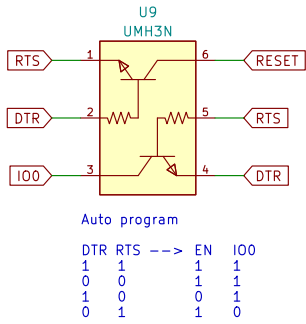 U9
UMH3N
RTS 1 6 RESET
DTR 2 5 RTS
IO0 3 4 DTR
Auto program
DTR RTS --> EN IO0
1 1 1 1
0 0 1 1
1 0 0 1
0 1 1 0